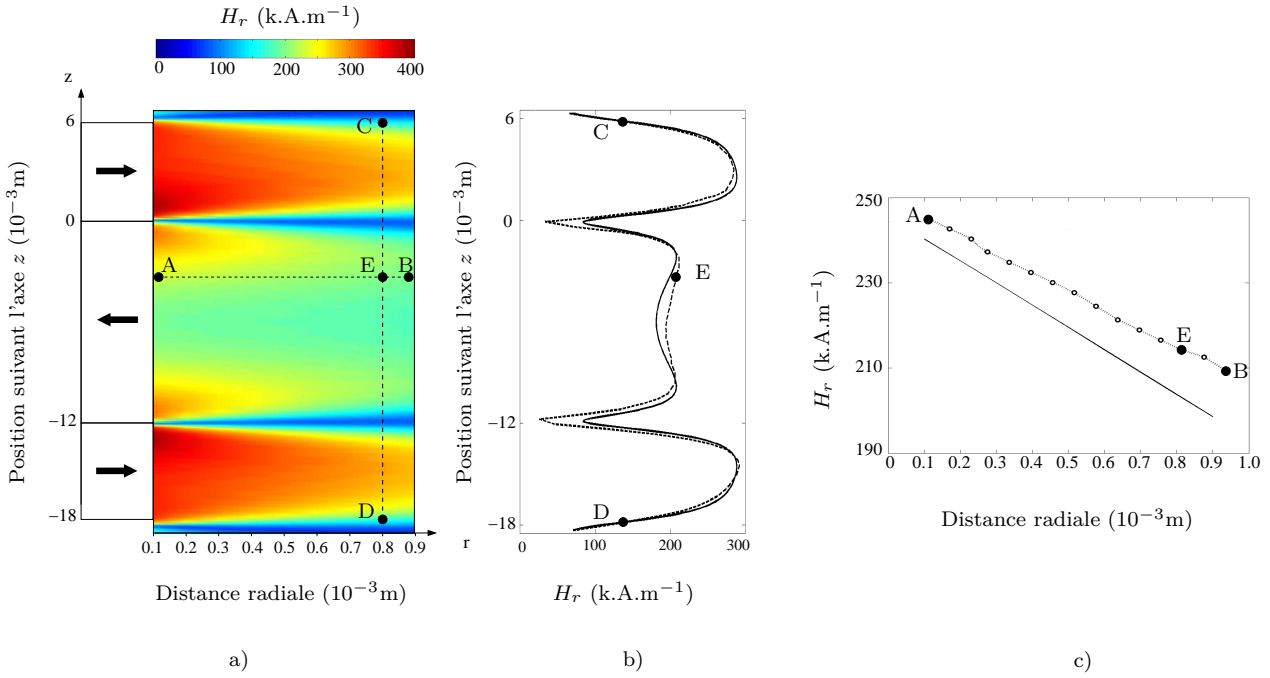 H_r (k.A.m⁻¹)
0 100 200 300 400
z
6
0
−12
−18
Position suivant l'axe z (10⁻³m)
C
A
E
B
D
0.1 0.2 0.3 0.4 0.5 0.6 0.7 0.8 0.9
r
Distance radiale (10⁻³m)
a)
6
0
−12
−18
Position suivant l'axe z (10⁻³m)
C
E
D
0 100 200 300
H_r (k.A.m⁻¹)
b)
250
230
210
190
H_r (k.A.m⁻¹)
A
E
B
0 0.1 0.2 0.3 0.4 0.5 0.6 0.7 0.8 0.9 1.0
Distance radiale (10⁻³m)
c)